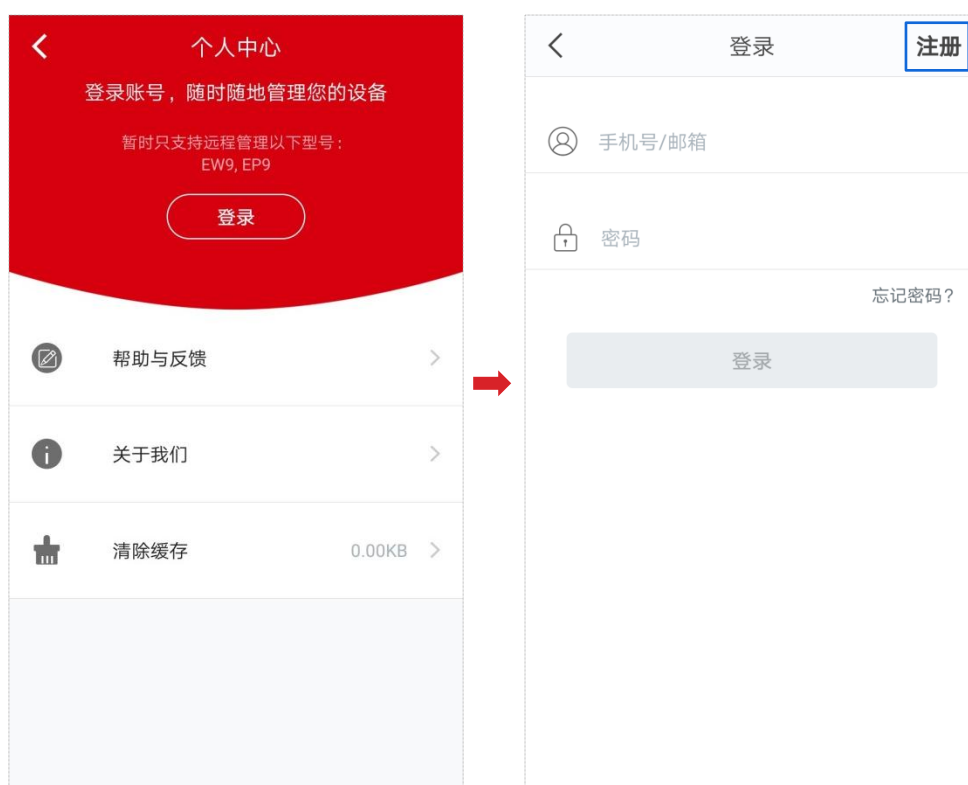 个人中心
登录账号，随时随地管理您的设备
暂时只支持远程管理以下型号：
EW9, EP9
登录
帮助与反馈
关于我们
清除缓存 0.00KB
登录 注册
手机号/邮箱
密码
忘记密码?
登录